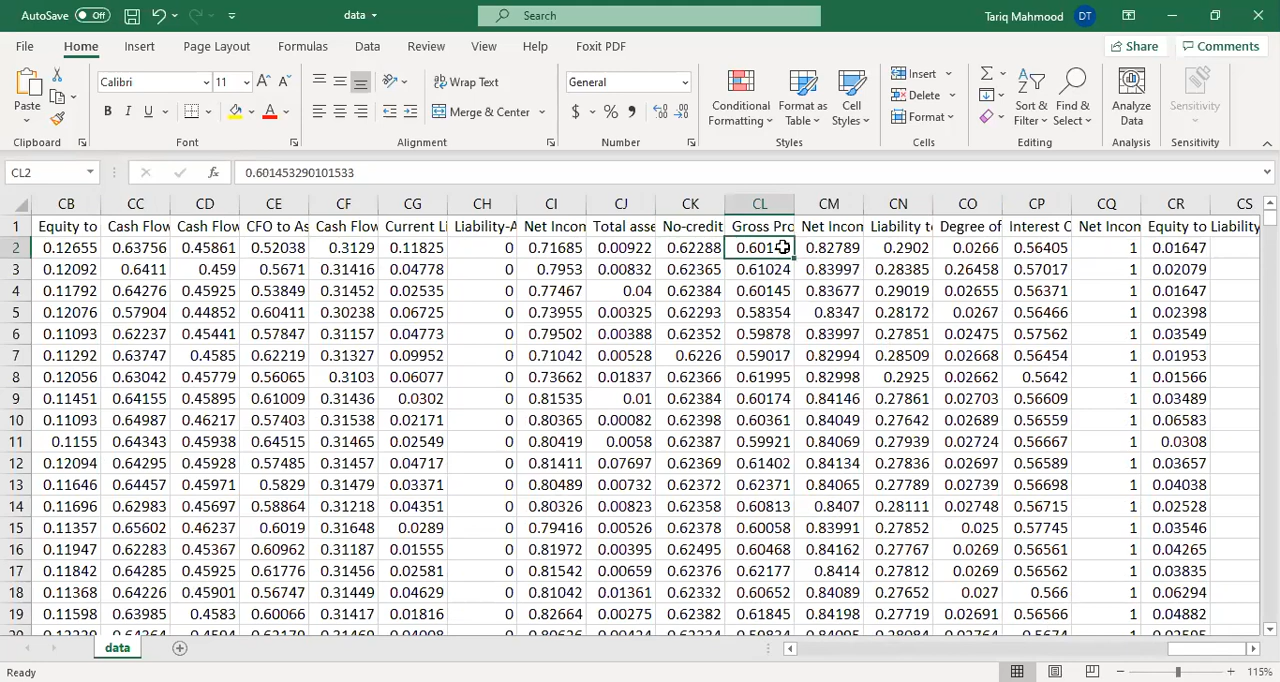 AutoSave Off data Search Tariq Mahmood DT
File Home Insert Page Layout Formulas Data Review View Help Foxit PDF Share Comments
Paste Calibri 11 A A B I U A
Wrap Text
Merge & Center
General
$ % ,
Conditional Formatting Format as Table Cell Styles
Insert
Delete
Format
Sort & Filter Find & Select Analyze Data Sensitivity
Clipboard Font Alignment Number Styles Cells Editing Analysis Sensitivity
CL2 fx 0.601453290101533
CB CC CD CE CF CG CH CI CJ CK CL CM CN CO CP CQ CR CS
1 Equity to Cash Flow Cash Flow CFO to As Cash Flow Current Li Liability-A Net Incom Total asse No-credit Gross Pro Net Incom Liability to Degree of Interest C Net Incom Equity to Liability
2 0.12655 0.63756 0.45861 0.52038 0.3129 0.11825 0 0.71685 0.00922 0.62288 0.82789 0.2902 0.0266 0.56405 1 0.01647
3 0.12092 0.6411 0.459 0.5671 0.31416 0.04778 0 0.7953 0.00832 0.62365 0.61024 0.83997 0.28385 0.26458 0.57017 1 0.02079
4 0.11792 0.64276 0.45925 0.53849 0.31452 0.02535 0 0.77467 0.04 0.62384 0.60145 0.83677 0.29019 0.02655 0.56371 1 0.01647
5 0.12076 0.57904 0.44852 0.60411 0.30238 0.06725 0 0.73955 0.00325 0.62293 0.58354 0.8347 0.28172 0.0267 0.56466 1 0.02398
6 0.11093 0.62237 0.45441 0.57847 0.31157 0.04773 0 0.79502 0.00388 0.62352 0.59878 0.83997 0.27851 0.02475 0.57562 1 0.03549
7 0.11292 0.63747 0.4585 0.62219 0.31327 0.09952 0 0.71042 0.00528 0.6226 0.59017 0.82994 0.28509 0.02668 0.56454 1 0.01953
8 0.12056 0.63042 0.45779 0.56065 0.3103 0.06077 0 0.73662 0.01837 0.62366 0.61995 0.82998 0.2925 0.02662 0.5642 1 0.01566
9 0.11451 0.64155 0.45895 0.61009 0.31436 0.0302 0 0.81535 0.01 0.62384 0.60174 0.84146 0.27861 0.02703 0.56609 1 0.03489
10 0.11093 0.64987 0.46217 0.57403 0.31538 0.02171 0 0.80365 0.00082 0.62398 0.60361 0.84049 0.27642 0.02689 0.56559 1 0.06583
11 0.1155 0.64343 0.45938 0.64515 0.31465 0.02549 0 0.80419 0.0058 0.62387 0.59921 0.84069 0.27939 0.02724 0.56667 1 0.0308
12 0.12094 0.64295 0.45928 0.57485 0.31457 0.04717 0 0.81411 0.07697 0.62369 0.61402 0.84134 0.27836 0.02697 0.56589 1 0.03657
13 0.11646 0.64457 0.45971 0.5829 0.31479 0.03371 0 0.80489 0.00732 0.62372 0.62371 0.84065 0.27789 0.02739 0.56698 1 0.04038
14 0.11696 0.62983 0.45697 0.58864 0.31218 0.04351 0 0.80326 0.00823 0.62358 0.60813 0.8407 0.28111 0.02748 0.56715 1 0.02528
15 0.11357 0.65602 0.46237 0.6019 0.31648 0.0289 0 0.79416 0.00526 0.62378 0.60058 0.83991 0.27852 0.025 0.57745 1 0.03546
16 0.11947 0.62283 0.45367 0.60962 0.31187 0.01555 0 0.81972 0.00395 0.62495 0.60468 0.84162 0.27767 0.0269 0.56561 1 0.04265
17 0.11842 0.64285 0.45925 0.61776 0.31456 0.02581 0 0.81542 0.00659 0.62326 0.62177 0.8414 0.27771 0.0269 0.56562 1 0.03835
18 0.11368 0.64226 0.45901 0.56747 0.31449 0.04629 0 0.81042 0.01361 0.62332 0.60652 0.84089 0.27652 0.027 0.566 1 0.06294
19 0.11598 0.63985 0.4583 0.60066 0.31417 0.01816 0 0.82664 0.00275 0.62382 0.61845 0.84198 0.27719 0.02691 0.56566 1 0.04882
data
Ready 115%